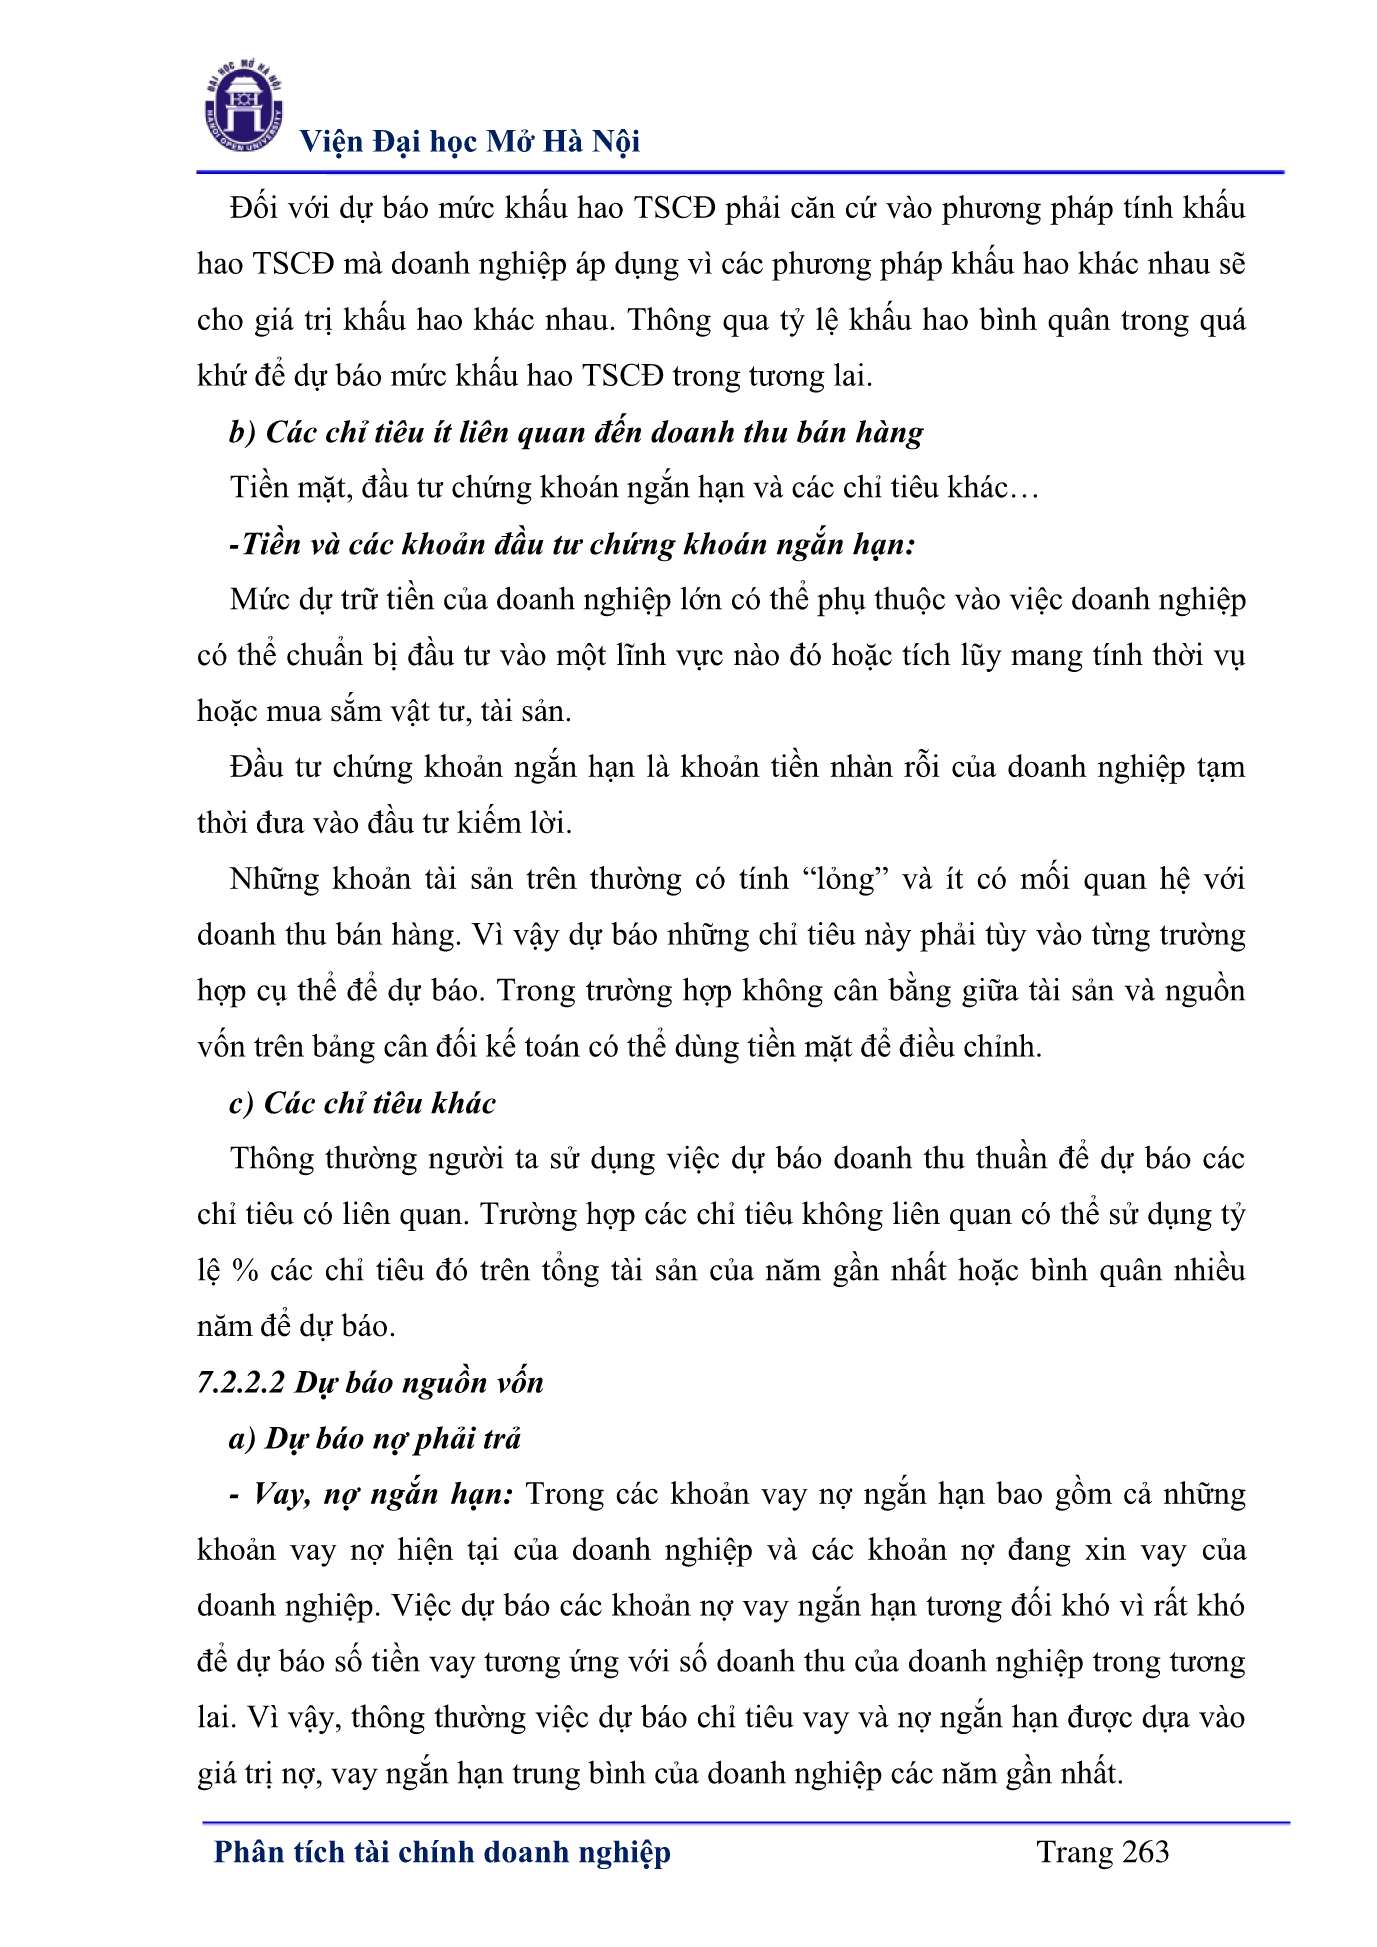 ĐẠI HỌC MỞ HÀ NỘI
HANOI OPEN UNIVERSITY
Viện Đại học Mở Hà Nội
Đối với dự báo mức khấu hao TSCĐ phải căn cứ vào phương pháp tính khấu
hao TSCĐ mà doanh nghiệp áp dụng vì các phương pháp khấu hao khác nhau sẽ
cho giá trị khấu hao khác nhau. Thông qua tỷ lệ khấu hao bình quân trong quá
khứ để dự báo mức khấu hao TSCĐ trong tương lai.
b) Các chỉ tiêu ít liên quan đến doanh thu bán hàng
Tiền mặt, đầu tư chứng khoán ngắn hạn và các chỉ tiêu khác…
-Tiền và các khoản đầu tư chứng khoán ngắn hạn:
Mức dự trữ tiền của doanh nghiệp lớn có thể phụ thuộc vào việc doanh nghiệp
có thể chuẩn bị đầu tư vào một lĩnh vực nào đó hoặc tích lũy mang tính thời vụ
hoặc mua sắm vật tư, tài sản.
Đầu tư chứng khoản ngắn hạn là khoản tiền nhàn rỗi của doanh nghiệp tạm
thời đưa vào đầu tư kiếm lời.
Những khoản tài sản trên thường có tính “lỏng” và ít có mối quan hệ với
doanh thu bán hàng. Vì vậy dự báo những chỉ tiêu này phải tùy vào từng trường
hợp cụ thể để dự báo. Trong trường hợp không cân bằng giữa tài sản và nguồn
vốn trên bảng cân đối kế toán có thể dùng tiền mặt để điều chỉnh.
c) Các chỉ tiêu khác
Thông thường người ta sử dụng việc dự báo doanh thu thuần để dự báo các
chỉ tiêu có liên quan. Trường hợp các chỉ tiêu không liên quan có thể sử dụng tỷ
lệ % các chỉ tiêu đó trên tổng tài sản của năm gần nhất hoặc bình quân nhiều
năm để dự báo.
7.2.2.2 Dự báo nguồn vốn
a) Dự báo nợ phải trả
- Vay, nợ ngắn hạn: Trong các khoản vay nợ ngắn hạn bao gồm cả những
khoản vay nợ hiện tại của doanh nghiệp và các khoản nợ đang xin vay của
doanh nghiệp. Việc dự báo các khoản nợ vay ngắn hạn tương đối khó vì rất khó
để dự báo số tiền vay tương ứng với số doanh thu của doanh nghiệp trong tương
lai. Vì vậy, thông thường việc dự báo chỉ tiêu vay và nợ ngắn hạn được dựa vào
giá trị nợ, vay ngắn hạn trung bình của doanh nghiệp các năm gần nhất.
Phân tích tài chính doanh nghiệp Trang 263